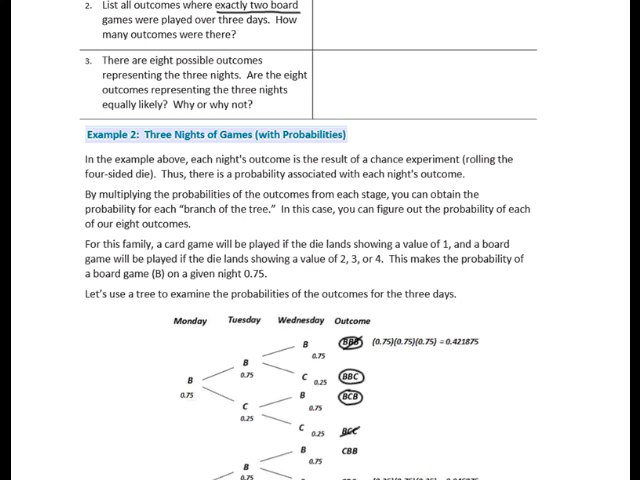 2. List all outcomes where exactly two board
games were played over three days. How
many outcomes were there?
3. There are eight possible outcomes
representing the three nights. Are the eight
outcomes representing the three nights
equally likely? Why or why not?
Example 2: Three Nights of Games (with Probabilities)
In the example above, each night's outcome is the result of a chance experiment (rolling the
four-sided die). Thus, there is a probability associated with each night's outcome.
By multiplying the probabilities of the outcomes from each stage, you can obtain the
probability for each "branch of the tree." In this case, you can figure out the probability of each
of our eight outcomes.
For this family, a card game will be played if the die lands showing a value of 1, and a board
game will be played if the die lands showing a value of 2, 3, or 4. This makes the probability of
a board game (B) on a given night 0.75.
Let's use a tree to examine the probabilities of the outcomes for the three days.
Monday Tuesday Wednesday Outcome
B BBB (0.75)(0.75)(0.75) = 0.421875
0.75
B
0.75
C 0.25 BBC
B
0.75
B BCB
0.75
C
0.25
C 0.25 BCC
B CBB
0.75
B
0.75